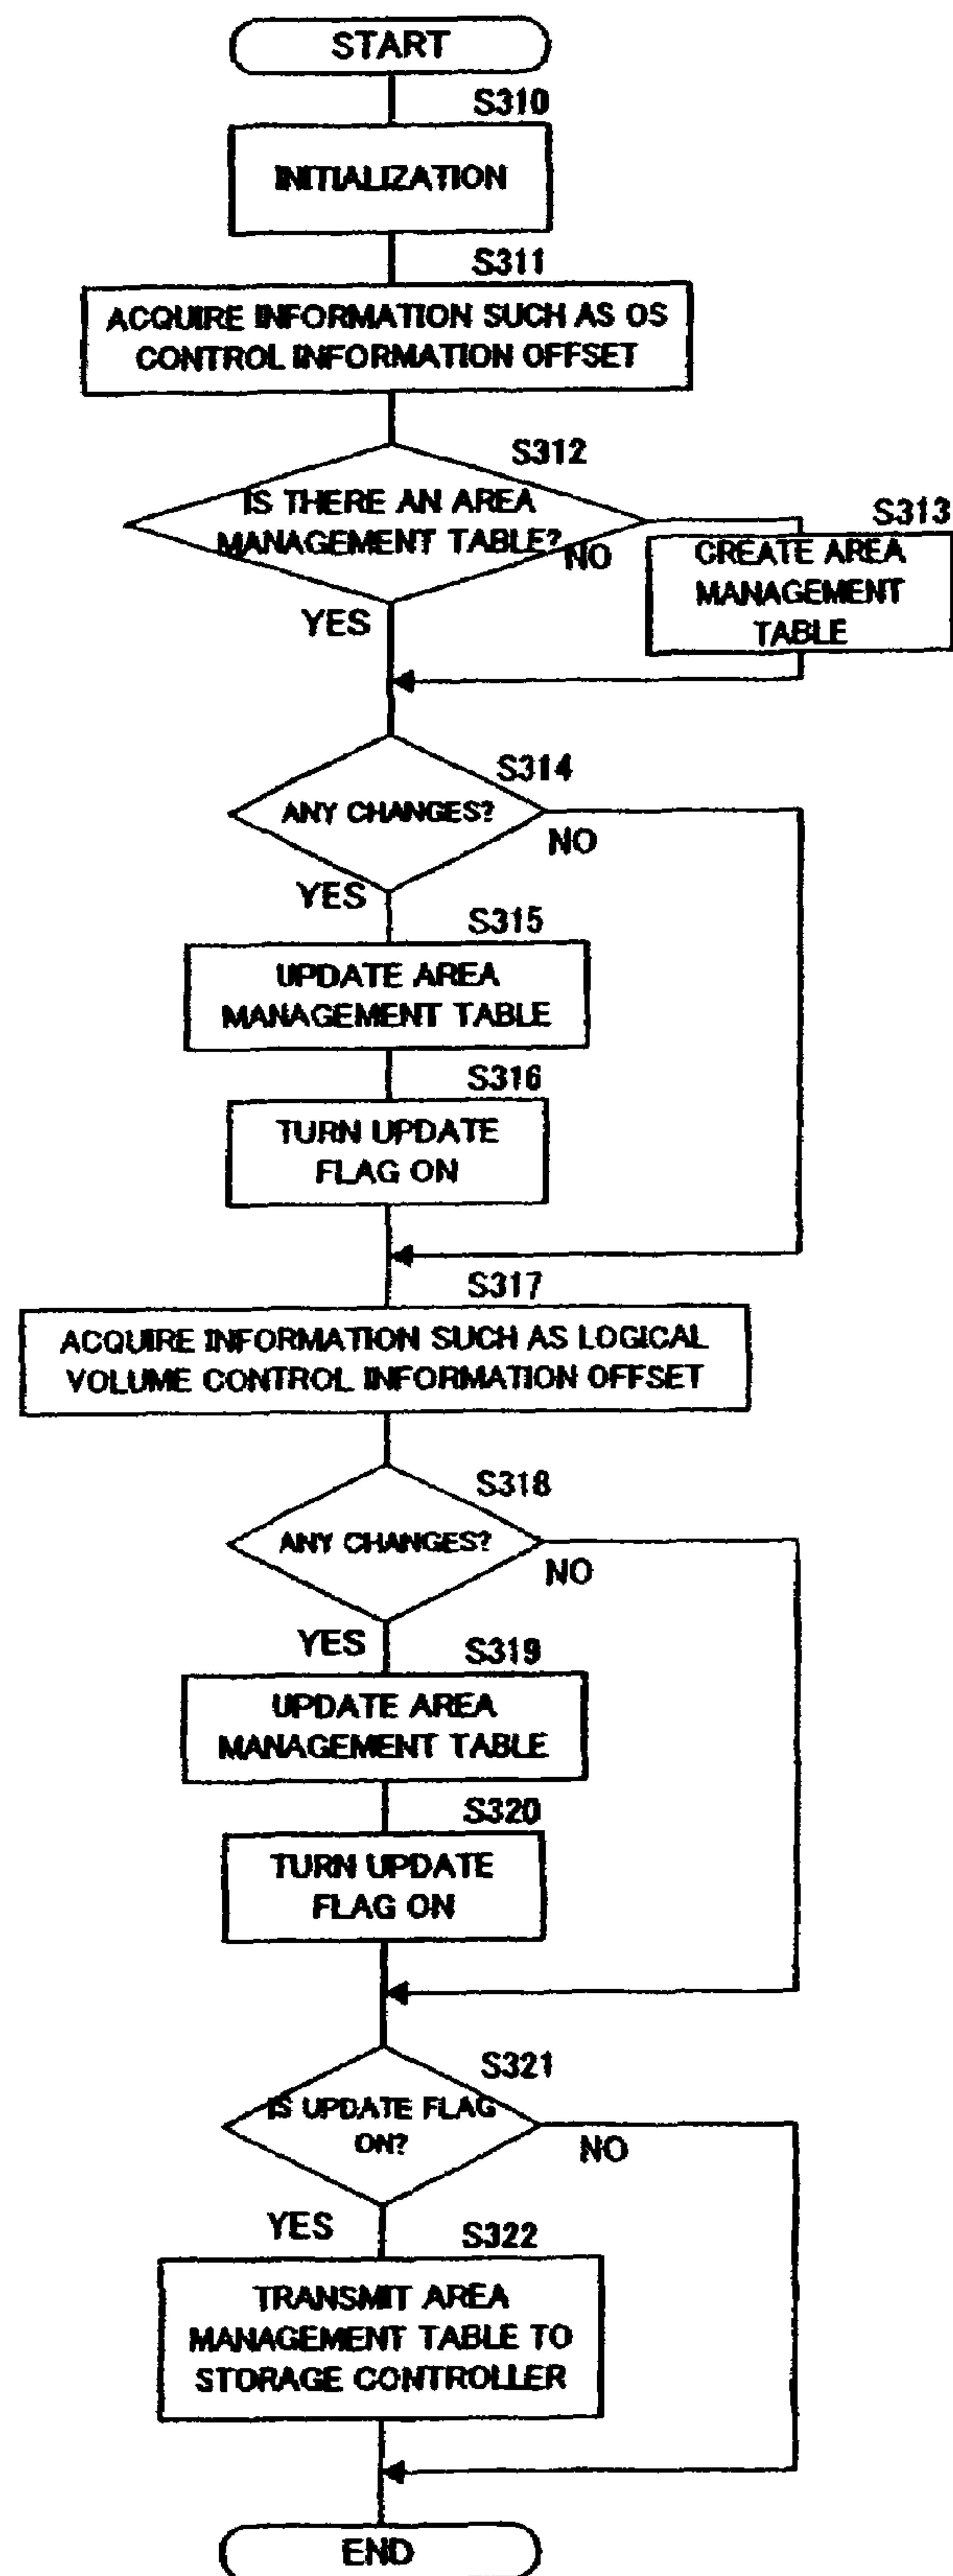 START
S310
INITIALIZATION
S311
ACQUIRE INFORMATION SUCH AS OS
CONTROL INFORMATION OFFSET
S312
IS THERE AN AREA
MANAGEMENT TABLE?
NO
YES
S313
CREATE AREA
MANAGEMENT
TABLE
S314
ANY CHANGES?
NO
YES
S315
UPDATE AREA
MANAGEMENT TABLE
S316
TURN UPDATE
FLAG ON
S317
ACQUIRE INFORMATION SUCH AS LOGICAL
VOLUME CONTROL INFORMATION OFFSET
S318
ANY CHANGES?
NO
YES
S319
UPDATE AREA
MANAGEMENT TABLE
S320
TURN UPDATE
FLAG ON
S321
IS UPDATE FLAG
ON?
NO
YES
S322
TRANSMIT AREA
MANAGEMENT TABLE TO
STORAGE CONTROLLER
END